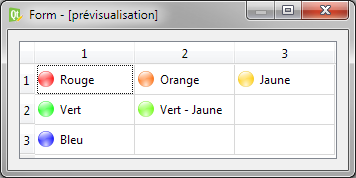 Form - [prévisualisation]
1 2 3
1 Rouge Orange Jaune
2 Vert Vert - Jaune
3 Bleu